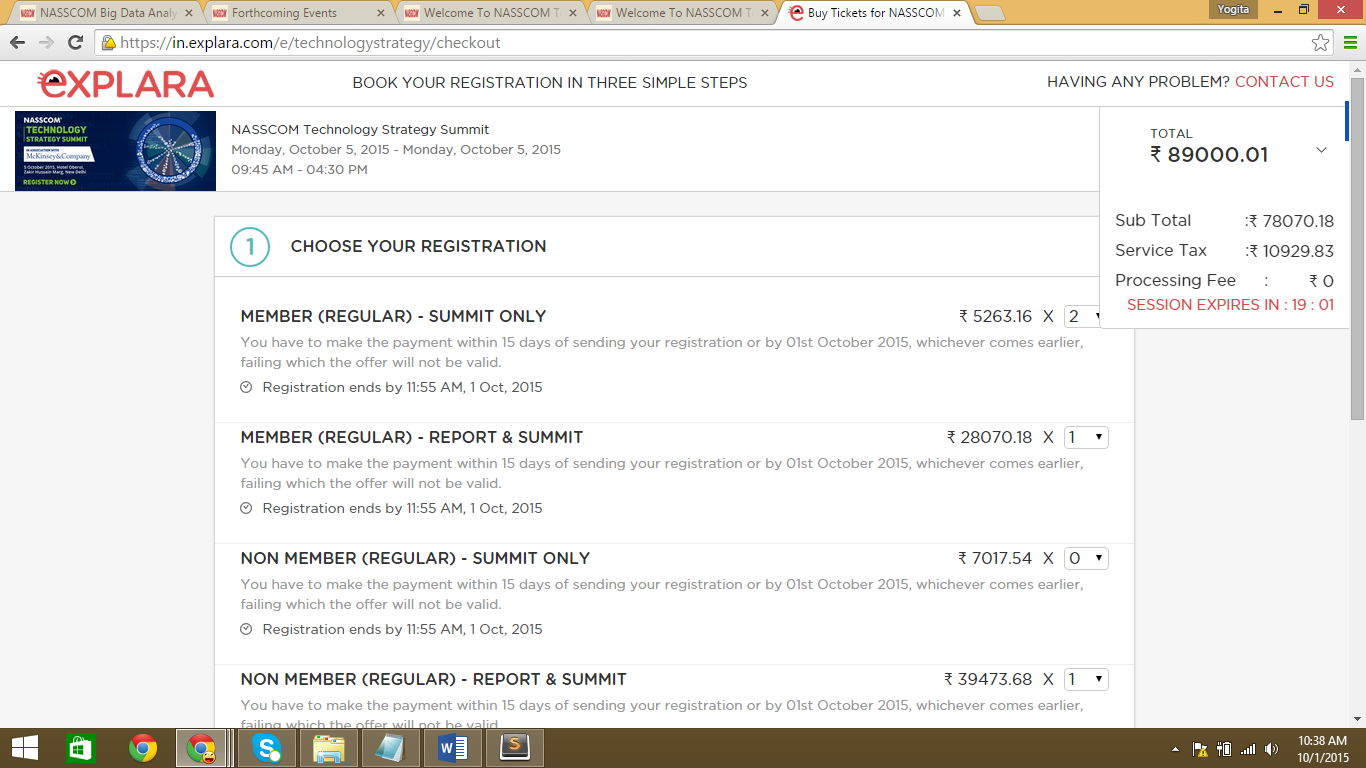 NASSCOM Big Data Analy
Forthcoming Events
Welcome To NASSCOM T
Welcome To NASSCOM T
Buy Tickets for NASSCOM
Yogita
https://in.explara.com/e/technologystrategy/checkout
eXPLARA
BOOK YOUR REGISTRATION IN THREE SIMPLE STEPS
HAVING ANY PROBLEM? CONTACT US
NASSCOM
TECHNOLOGY
STRATEGY SUMMIT
IN ASSOCIATION WITH
McKinsey&Company
5 October 2015, Hotel Oberoi,
Zakir Hussain Marg, New Delhi
REGISTER NOW
NASSCOM Technology Strategy Summit
Monday, October 5, 2015 - Monday, October 5, 2015
09:45 AM - 04:30 PM
TOTAL
₹ 89000.01
Sub Total :₹ 78070.18
Service Tax :₹ 10929.83
Processing Fee : ₹ 0
SESSION EXPIRES IN : 19 : 01
1 CHOOSE YOUR REGISTRATION
MEMBER (REGULAR) - SUMMIT ONLY ₹ 5263.16 X 2
You have to make the payment within 15 days of sending your registration or by 01st October 2015, whichever comes earlier,
failing which the offer will not be valid.
Registration ends by 11:55 AM, 1 Oct, 2015
MEMBER (REGULAR) - REPORT & SUMMIT ₹ 28070.18 X 1
You have to make the payment within 15 days of sending your registration or by 01st October 2015, whichever comes earlier,
failing which the offer will not be valid.
Registration ends by 11:55 AM, 1 Oct, 2015
NON MEMBER (REGULAR) - SUMMIT ONLY ₹ 7017.54 X 0
You have to make the payment within 15 days of sending your registration or by 01st October 2015, whichever comes earlier,
failing which the offer will not be valid.
Registration ends by 11:55 AM, 1 Oct, 2015
NON MEMBER (REGULAR) - REPORT & SUMMIT ₹ 39473.68 X 1
You have to make the payment within 15 days of sending your registration or by 01st October 2015, whichever comes earlier,
failing which the offer will not be valid.
10:38 AM
10/1/2015